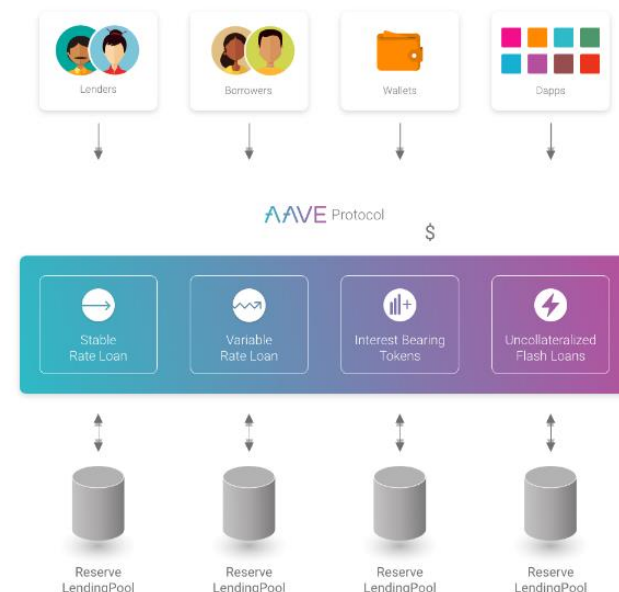 Lenders
Borrowers
Wallets
Dapps
AAVE Protocol
$
Stable
Rate Loan
Variable
Rate Loan
Interest Bearing
Tokens
Uncollateralized
Flash Loans
Reserve
LendingPool
Reserve
LendingPool
Reserve
LendingPool
Reserve
LendingPool